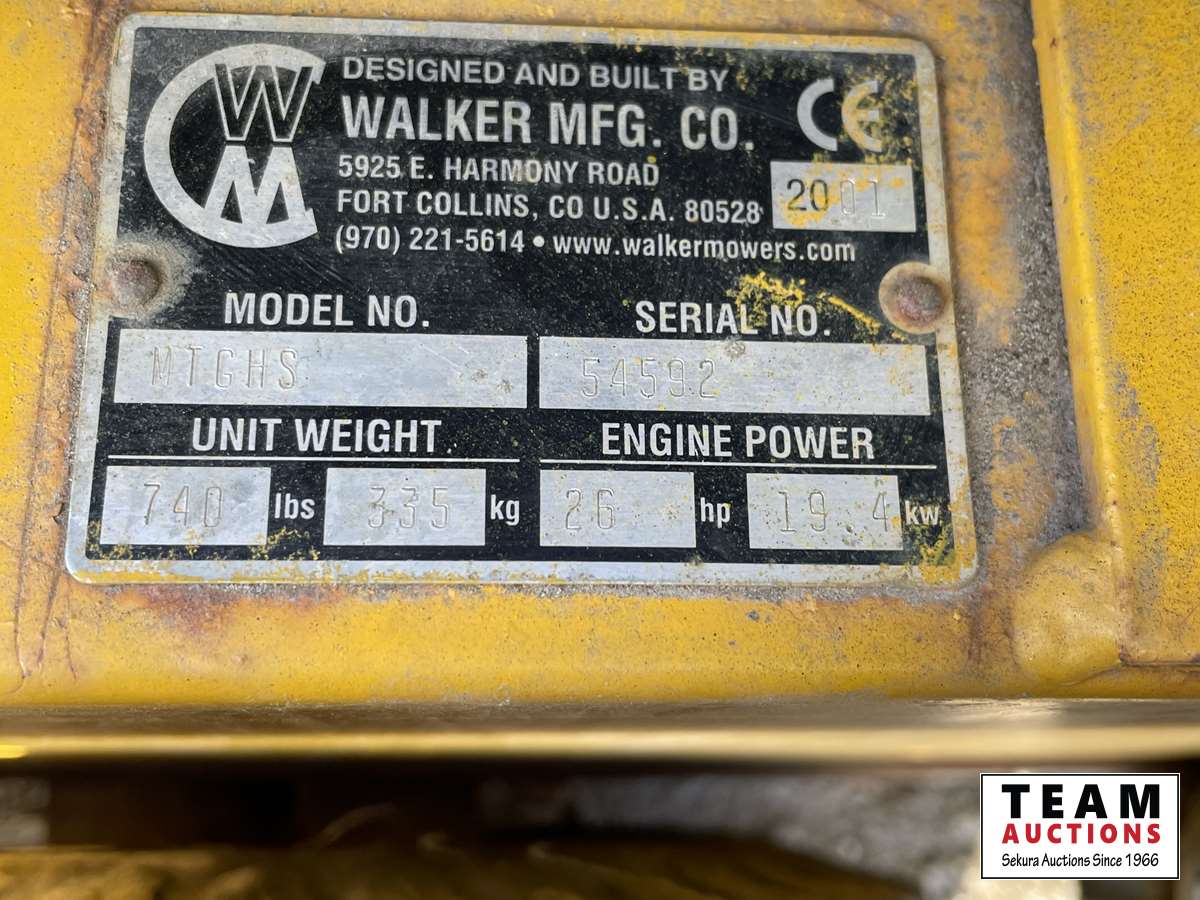 WM
DESIGNED AND BUILT BY
WALKER MFG. CO.
CE
5925 E. HARMONY ROAD
2001
FORT COLLINS, CO U.S.A. 80528
(970) 221-5614 • www.walkermowers.com
MODEL NO. SERIAL NO.
MTGHS 54592
UNIT WEIGHT ENGINE POWER
740 lbs 335 kg 26 hp 19 4 kw
TEAM
AUCTIONS
Sekura Auctions Since 1966